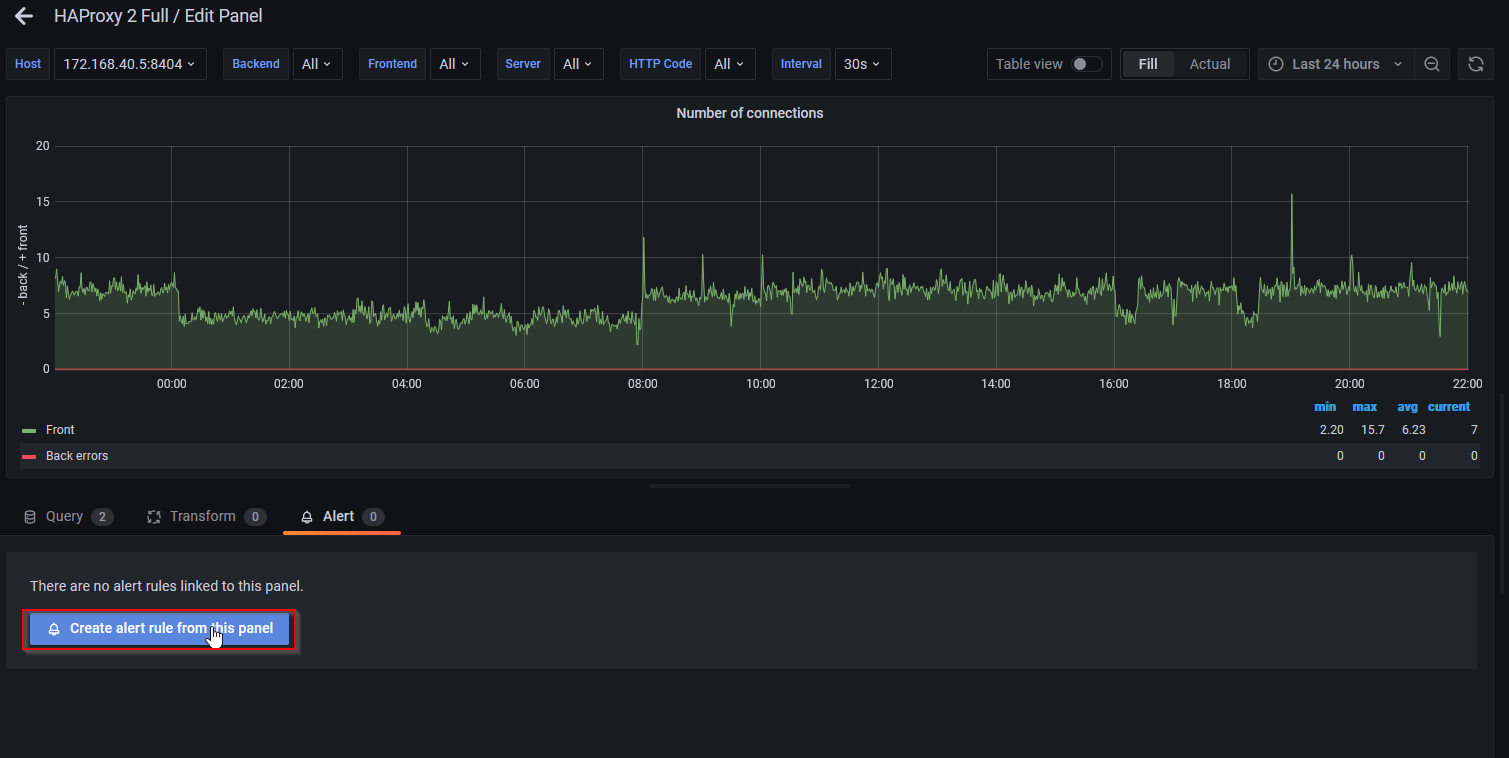 HAProxy 2 Full / Edit Panel
Host 172.168.40.5:8404 Backend All Frontend All Server All HTTP Code All Interval 30s Table view Fill Actual Last 24 hours
Number of connections
20
15
10
5
0
- back / + front
00:00 02:00 04:00 06:00 08:00 10:00 12:00 14:00 16:00 18:00 20:00 22:00
min max avg current
Front 2.20 15.7 6.23 7
Back errors 0 0 0 0
Query 2 Transform 0 Alert 0
There are no alert rules linked to this panel.
Create alert rule from this panel